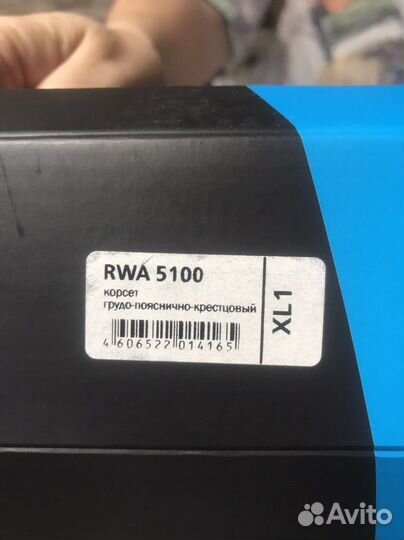 RWA 5100
корсет
грудо-пояснично-крестцовый
4 606522 014165
XL1
Avito